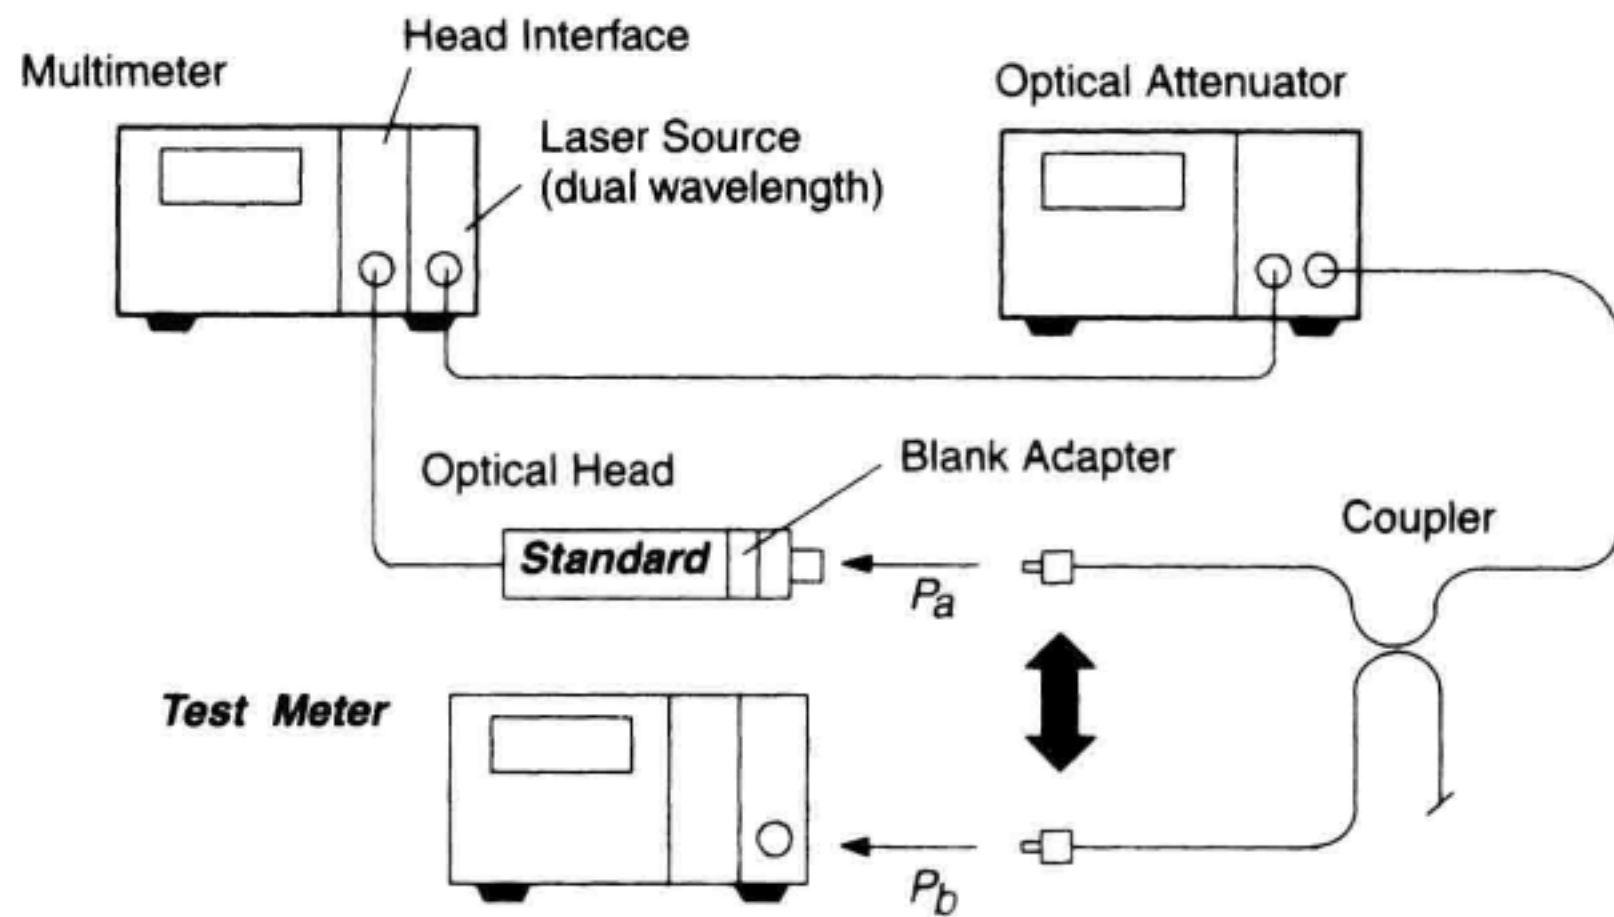 Head Interface
Multimeter
Optical Attenuator
Laser Source
(dual wavelength)
Optical Head
Blank Adapter
Coupler
Standard
Pa
Test Meter
Pb